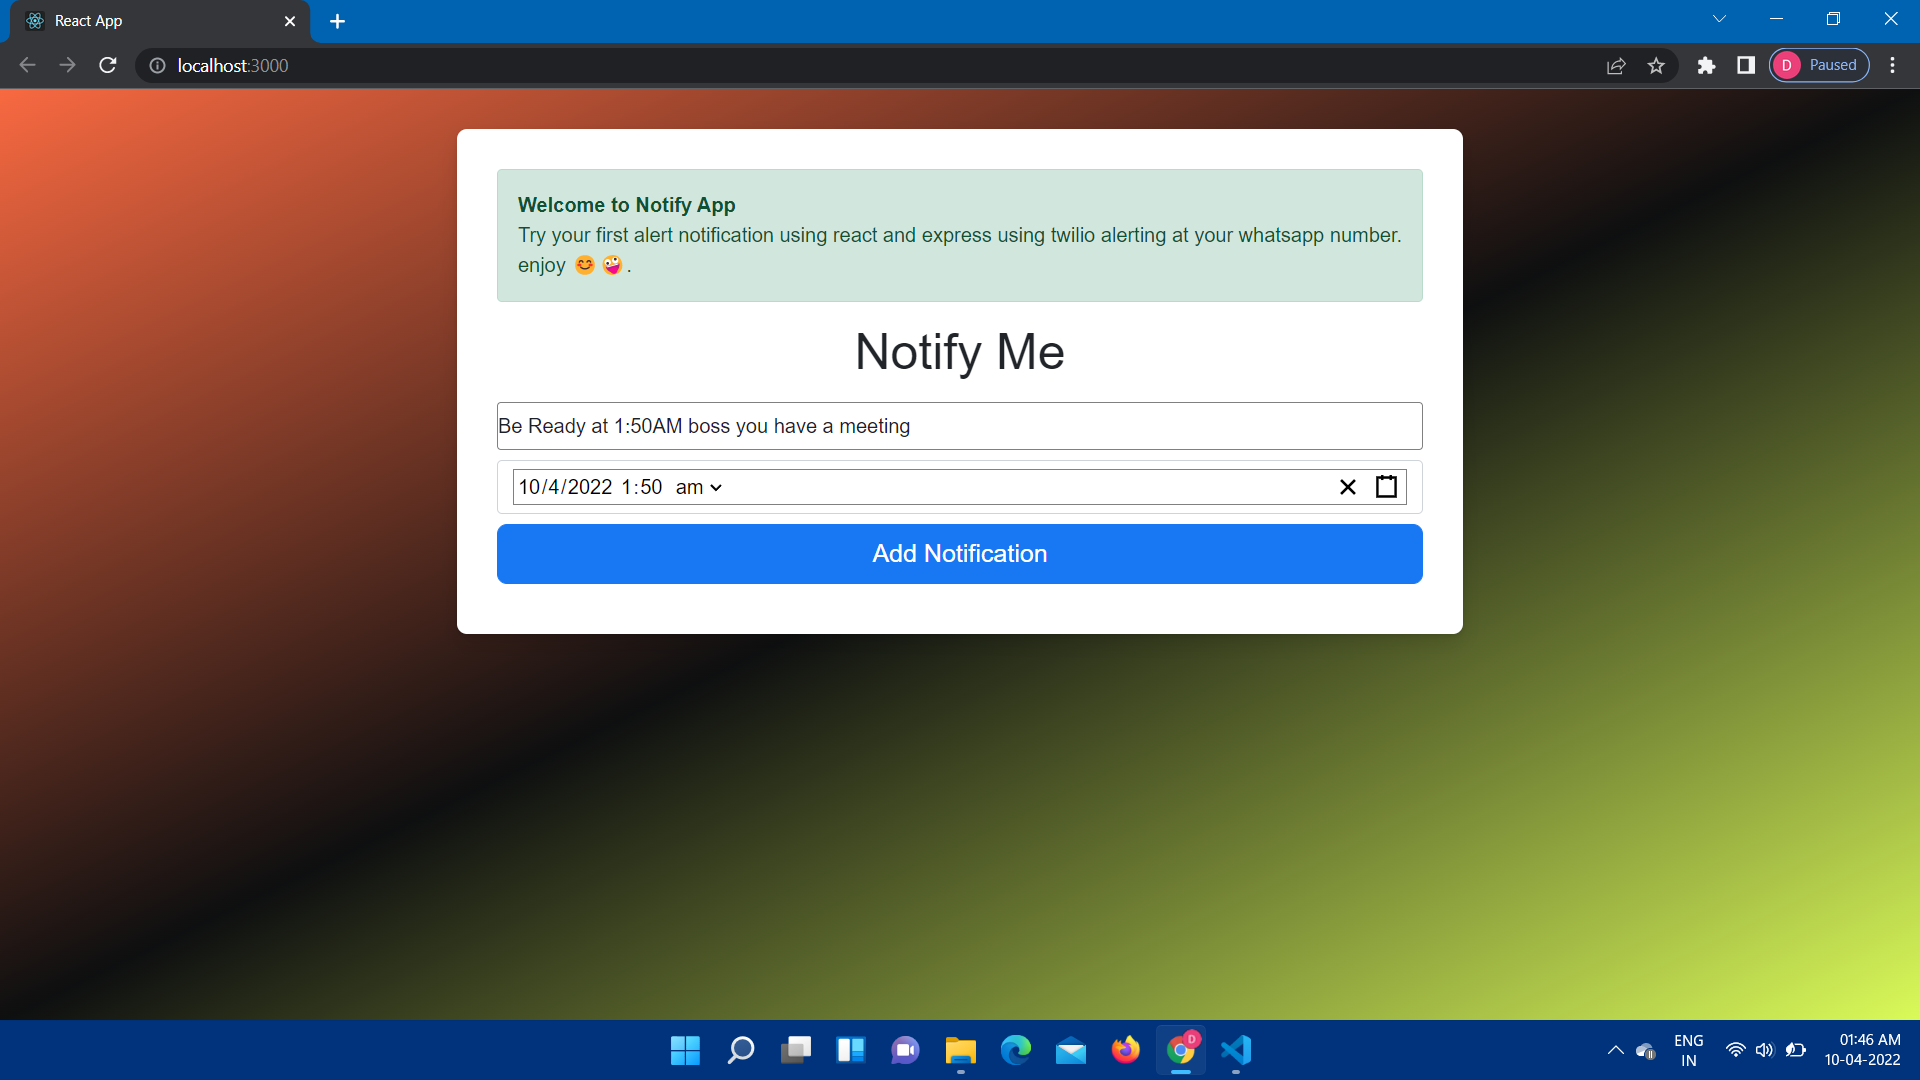 React App
localhost:3000
D Paused
Welcome to Notify App
Try your first alert notification using react and express using twilio alerting at your whatsapp number.
enjoy 😊 🤪 .
Notify Me
Be Ready at 1:50AM boss you have a meeting
10/4/2022 1:50 am
Add Notification
D
ENG
IN
01:46 AM
10-04-2022